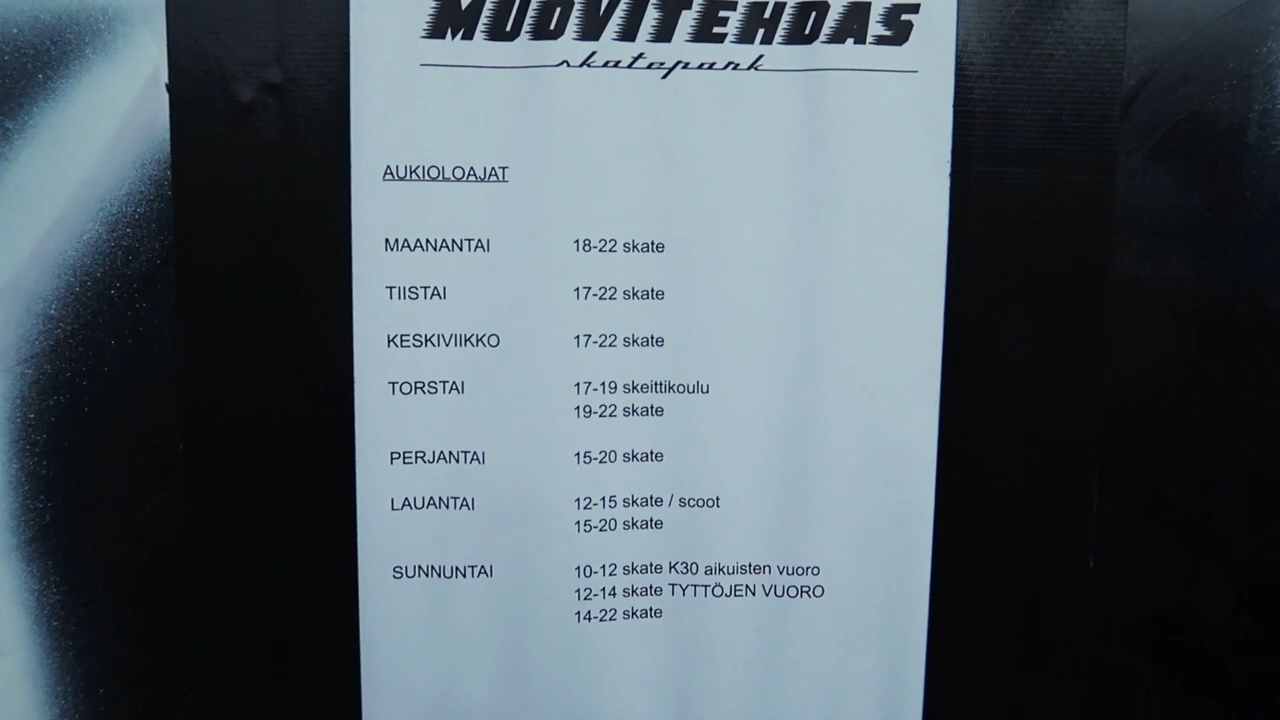 MUOVITEHDAS
skatepark
AUKIOLOAJAT
MAANANTAI 18-22 skate
TIISTAI 17-22 skate
KESKIVIIKKO 17-22 skate
TORSTAI 17-19 skeittikoulu
19-22 skate
PERJANTAI 15-20 skate
LAUANTAI 12-15 skate / scoot
15-20 skate
SUNNUNTAI 10-12 skate K30 aikuisten vuoro
12-14 skate TYTTÖJEN VUORO
14-22 skate